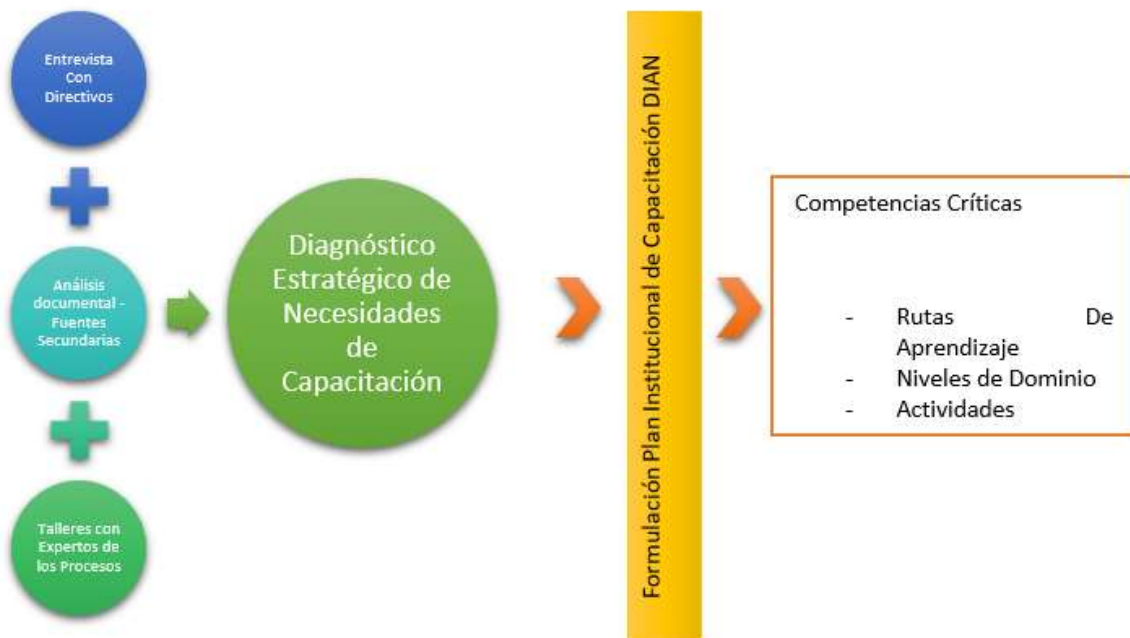 Entrevista
Con
Directivos
Análisis
documental -
Fuentes
Secundarias
Talleres con
Expertos de
los Procesos
Diagnóstico
Estratégico de
Necesidades
de
Capacitación
Formulación Plan Institucional de Capacitación DIAN
Competencias Críticas
- Rutas De
Aprendizaje
- Niveles de Dominio
- Actividades